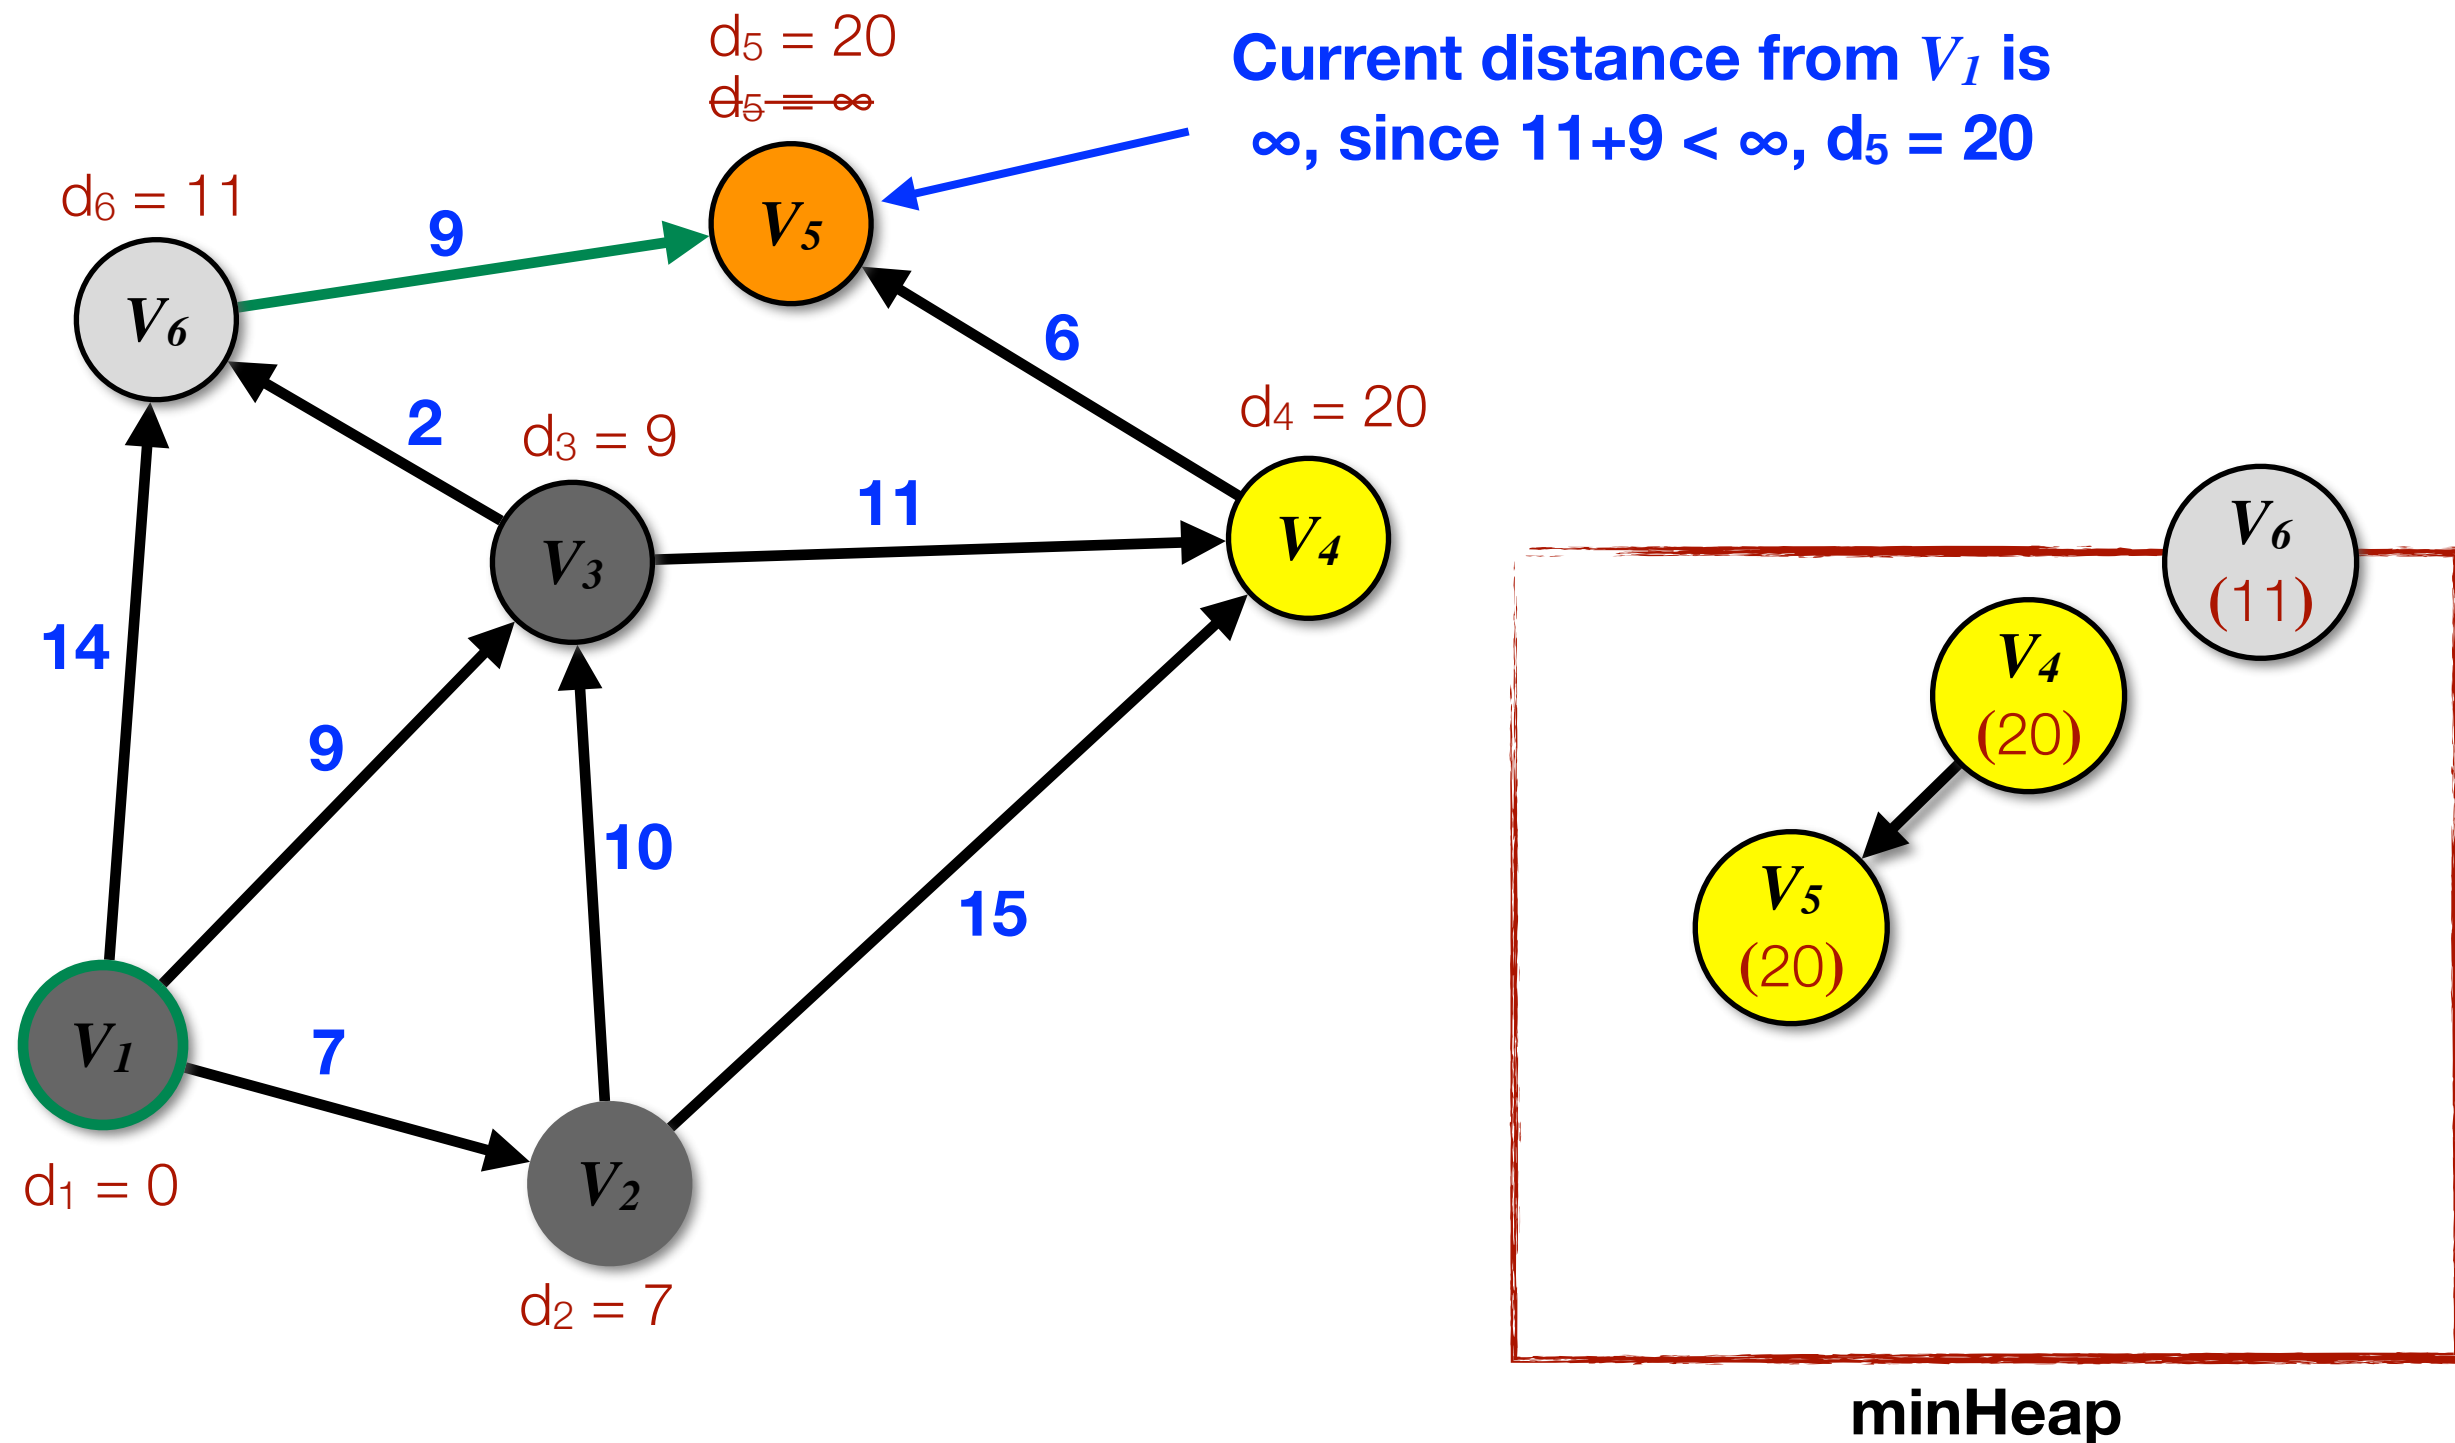 d₅ = 20
d₅ = ∞
Current distance from V₁ is
∞, since 11+9 < ∞, d₅ = 20
d₆ = 11
9
V₅
V₆
6
2
d₃ = 9
d₄ = 20
11
V₃
V₄
14
9
10
15
V₁
7
V₂
d₁ = 0
d₂ = 7
V₆
(11)
V₄
(20)
V₅
(20)
minHeap